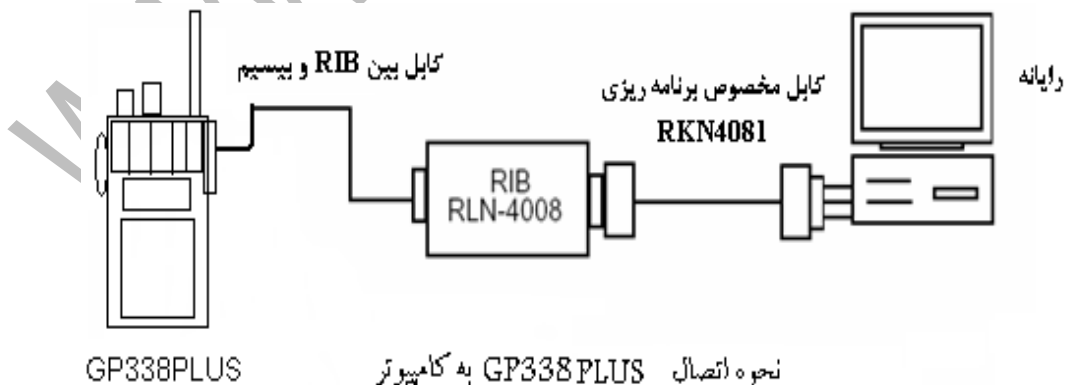 کابل بین RIB و بیسیم
کابل مخصوص برنامه ریزی
RKN4081
رایانه
RIB
RLN-4008
GP338PLUS
نحوه اتصال GP338PLUS به کامپیوتر